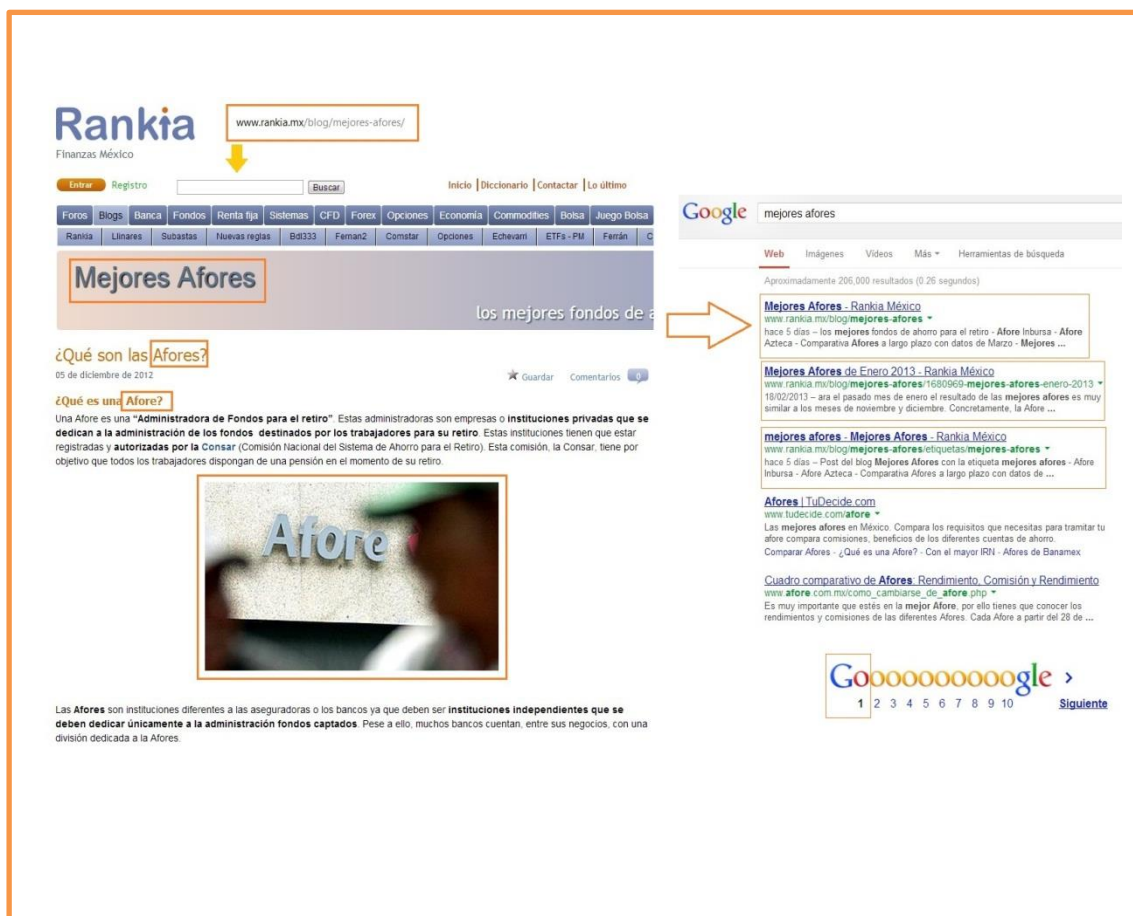 Rankia
Finanzas México
www.rankia.mx/blog/mejores-afores/
Entrar Registro Buscar Inicio | Diccionario | Contactar | Lo último
Foros Blogs Banca Fondos Renta fija Sistemas CFD Forex Opciones Economía Commodities Bolsa Juego Bolsa
Rankia Llinares Subastas Nuevas reglas Bdl333 Fernan2 Comstar Opciones Echevarri ETFs - PM Ferrán C
Mejores Afores
los mejores fondos de a
¿Qué son las Afores?
05 de diciembre de 2012 Guardar Comentarios 0
¿Qué es una Afore?
Una Afore es una “Administradora de Fondos para el retiro”. Estas administradoras son empresas o instituciones privadas que se
dedican a la administración de los fondos destinados por los trabajadores para su retiro. Estas instituciones tienen que estar
registradas y autorizadas por la Consar (Comisión Nacional del Sistema de Ahorro para el Retiro). Esta comisión, la Consar, tiene por
objetivo que todos los trabajadores dispongan de una pensión en el momento de su retiro.
Afore
Las Afores son instituciones diferentes a las aseguradoras o los bancos ya que deben ser instituciones independientes que se
deben dedicar únicamente a la administración fondos captados. Pese a ello, muchos bancos cuentan, entre sus negocios, con una
división dedicada a la Afores.
Google mejores afores
Web Imágenes Vídeos Más Herramientas de búsqueda
Aproximadamente 206,000 resultados (0.26 segundos)
Mejores Afores - Rankia México
www.rankia.mx/blog/mejores-afores
hace 5 días – los mejores fondos de ahorro para el retiro - Afore Inbursa - Afore
Azteca - Comparativa Afores a largo plazo con datos de Marzo - Mejores ...
Mejores Afores de Enero 2013 - Rankia México
www.rankia.mx/blog/mejores-afores/1680969-mejores-afores-enero-2013
18/02/2013 – ara el pasado mes de enero el resultado de las mejores afores es muy
similar a los meses de noviembre y diciembre. Concretamente, la Afore ...
mejores afores - Mejores Afores - Rankia México
www.rankia.mx/blog/mejores-afores/etiquetas/mejores-afores
hace 5 días – Post del blog Mejores Afores con la etiqueta mejores afores - Afore
Inbursa - Afore Azteca - Comparativa Afores a largo plazo con datos de ...
Afores | TuDecide.com
www.tudecide.com/afore
Las mejores afores en México. Compara los requisitos que necesitas para tramitar tu
afore compara comisiones, beneficios de los diferentes cuentas de ahorro.
Comparar Afores - ¿Qué es una Afore? - Con el mayor IRN - Afores de Banamex
Cuadro comparativo de Afores: Rendimiento, Comisión y Rendimiento
www.afore.com.mx/como_cambiarse_de_afore.php
Es muy importante que estés en la mejor Afore, por ello tienes que conocer los
rendimientos y comisiones de las diferentes Afores. Cada Afore a partir del 28 de ...
Goooooooooogle >
1 2 3 4 5 6 7 8 9 10 Siguiente